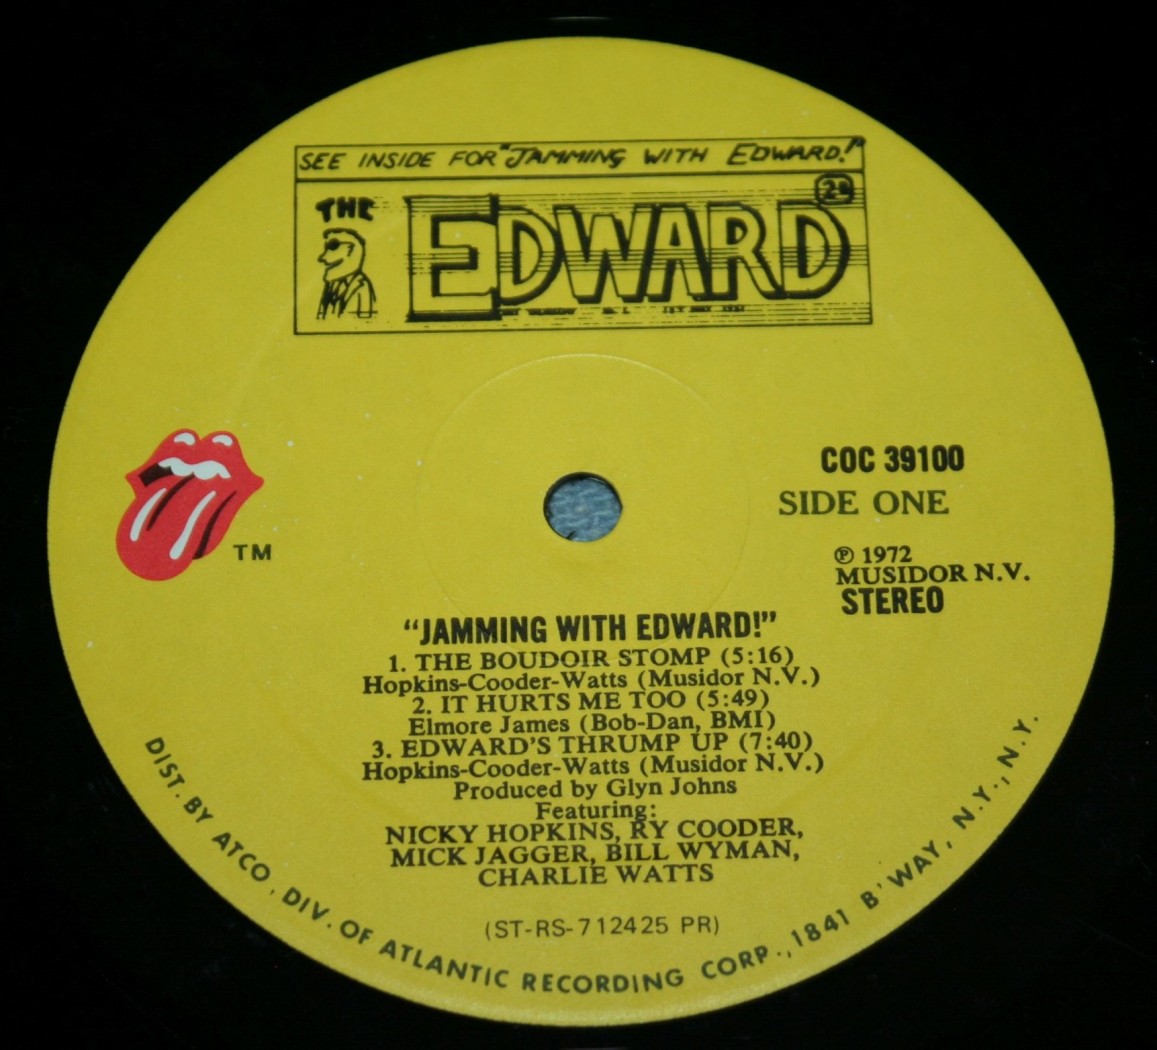 SEE INSIDE FOR "JAMMING WITH EDWARD!"
THE
EDWARD
COC 39100
SIDE ONE
℗ 1972
MUSIDOR N.V.
STEREO
TM
"JAMMING WITH EDWARD!"
1. THE BOUDOIR STOMP (5:16)
Hopkins-Cooder-Watts (Musidor N.V.)
2. IT HURTS ME TOO (5:49)
Elmore James (Bob-Dan, BMI)
3. EDWARD'S THRUMP UP (7:40)
Hopkins-Cooder-Watts (Musidor N.V.)
Produced by Glyn Johns
Featuring:
NICKY HOPKINS, RY COODER,
MICK JAGGER, BILL WYMAN,
CHARLIE WATTS
(ST-RS-712425 PR)
DIST. BY ATCO, DIV. OF ATLANTIC RECORDING CORP., 1841 B'WAY, N.Y., N.Y.